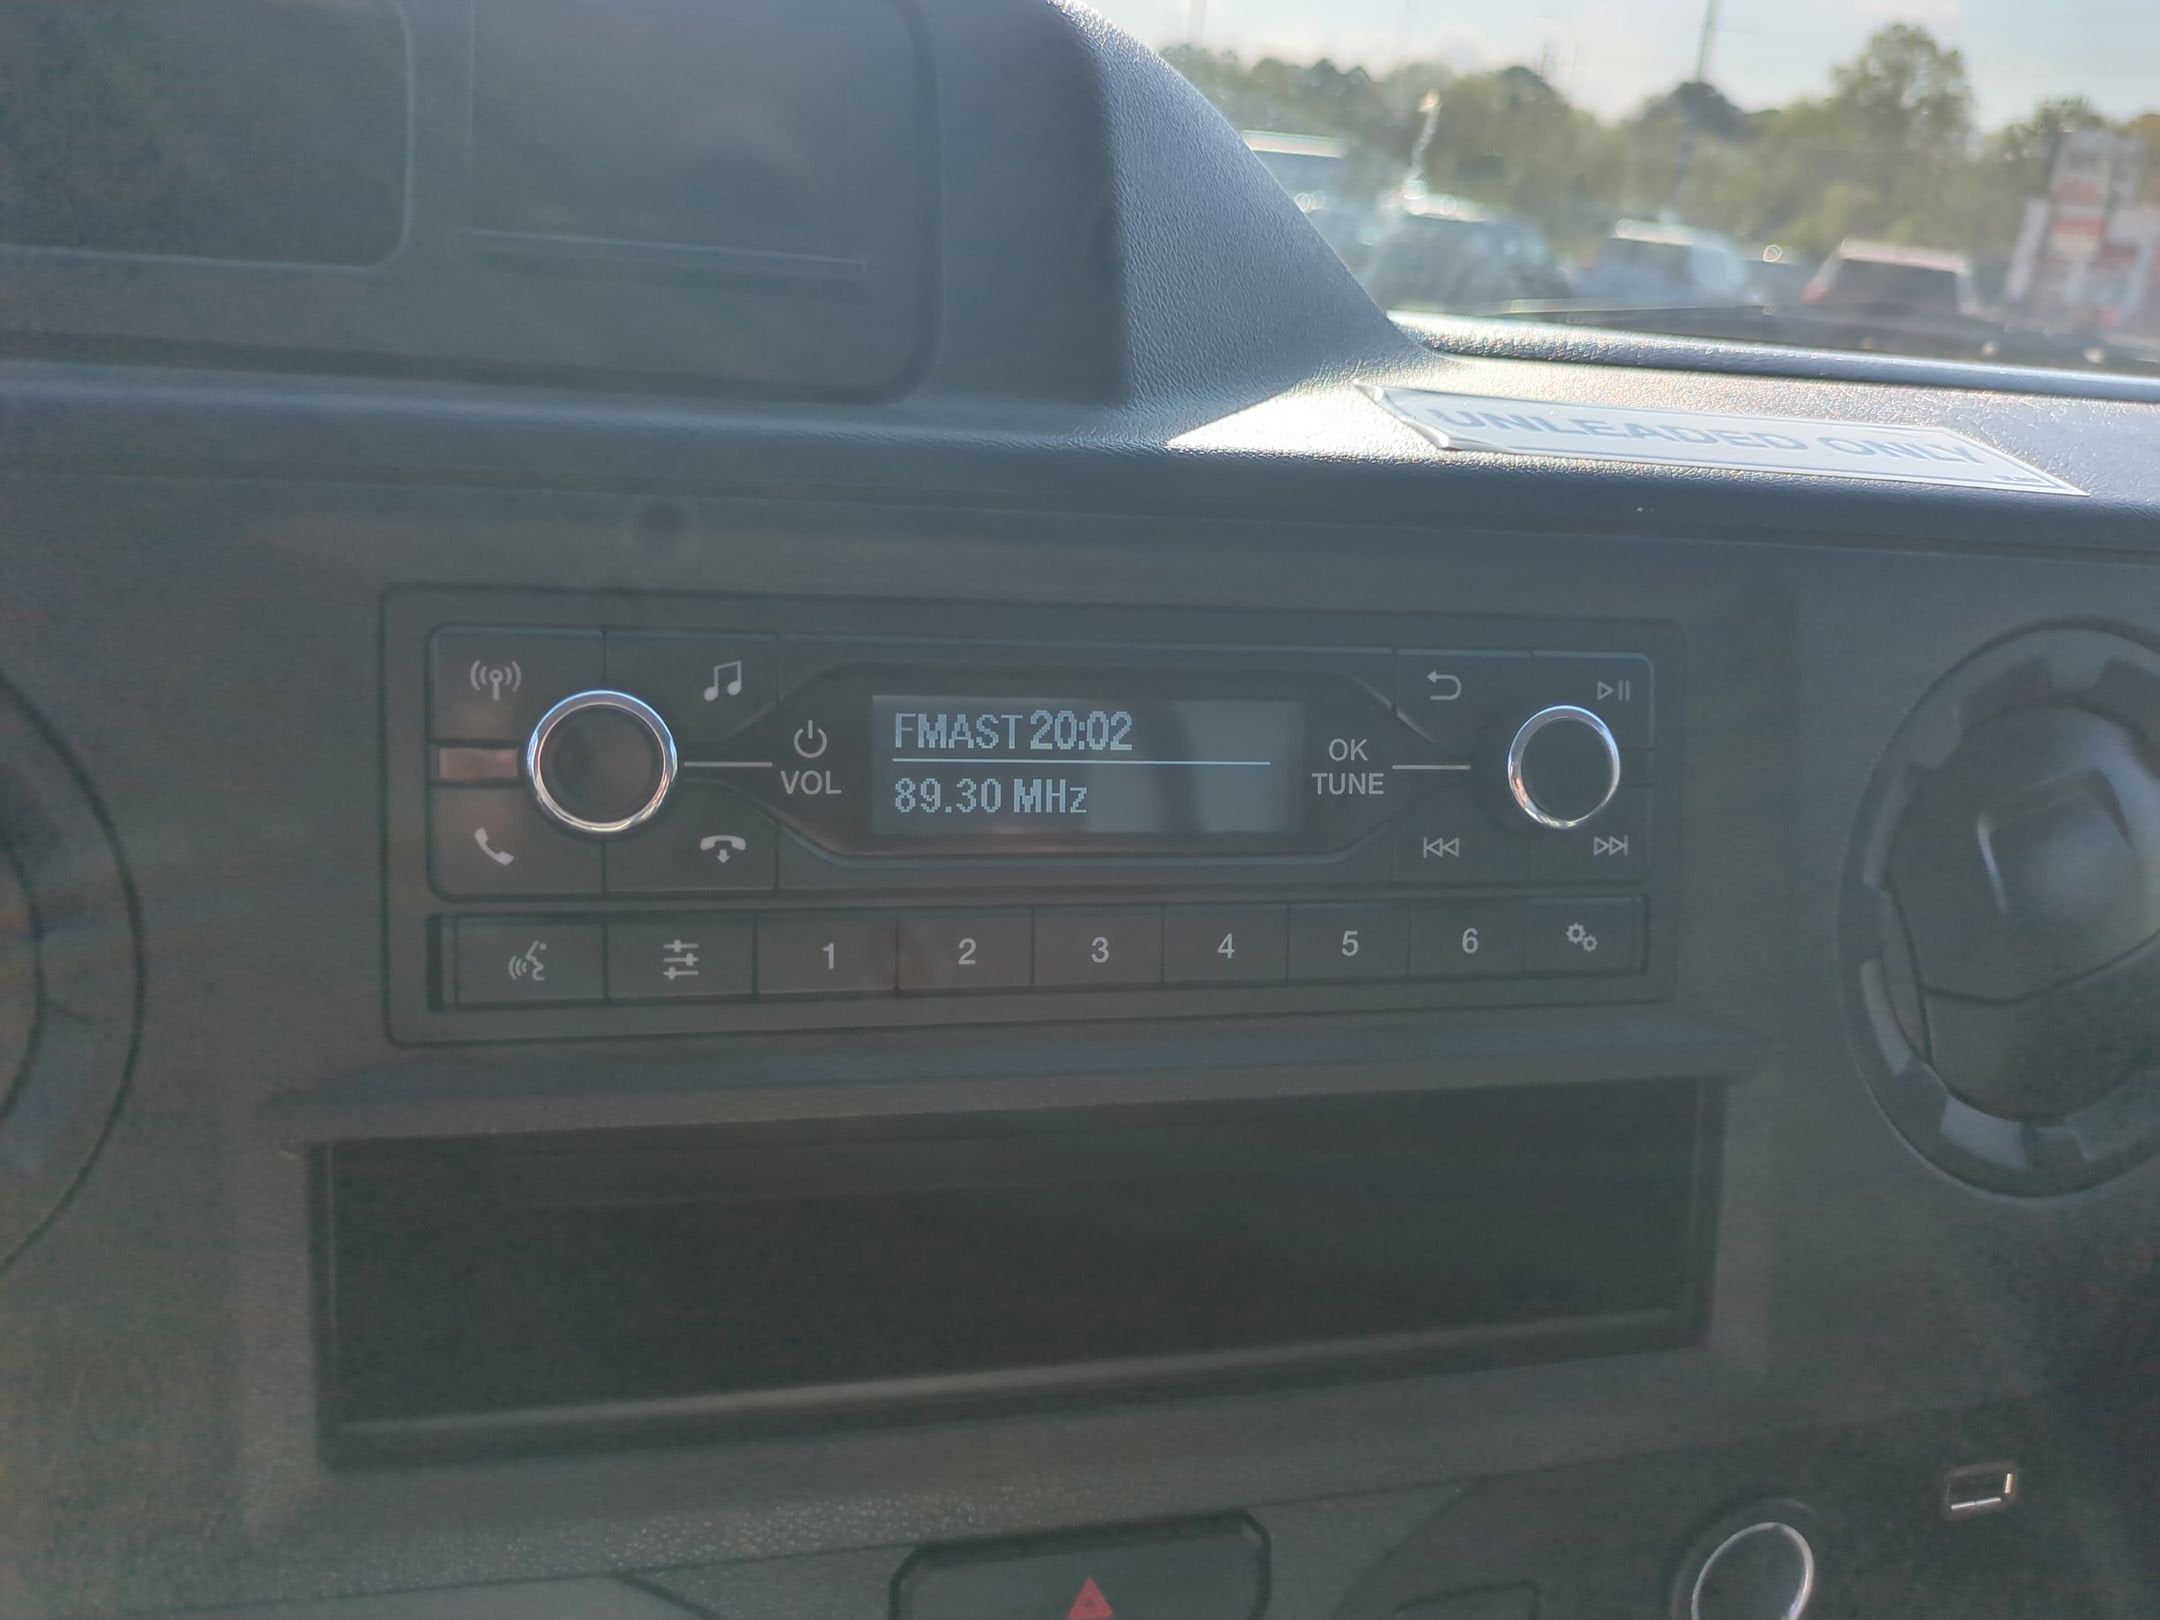 UNLEADED ONLY
FMAST 20:02
89.30 MHz
VOL
OK
TUNE
1 2 3 4 5 6